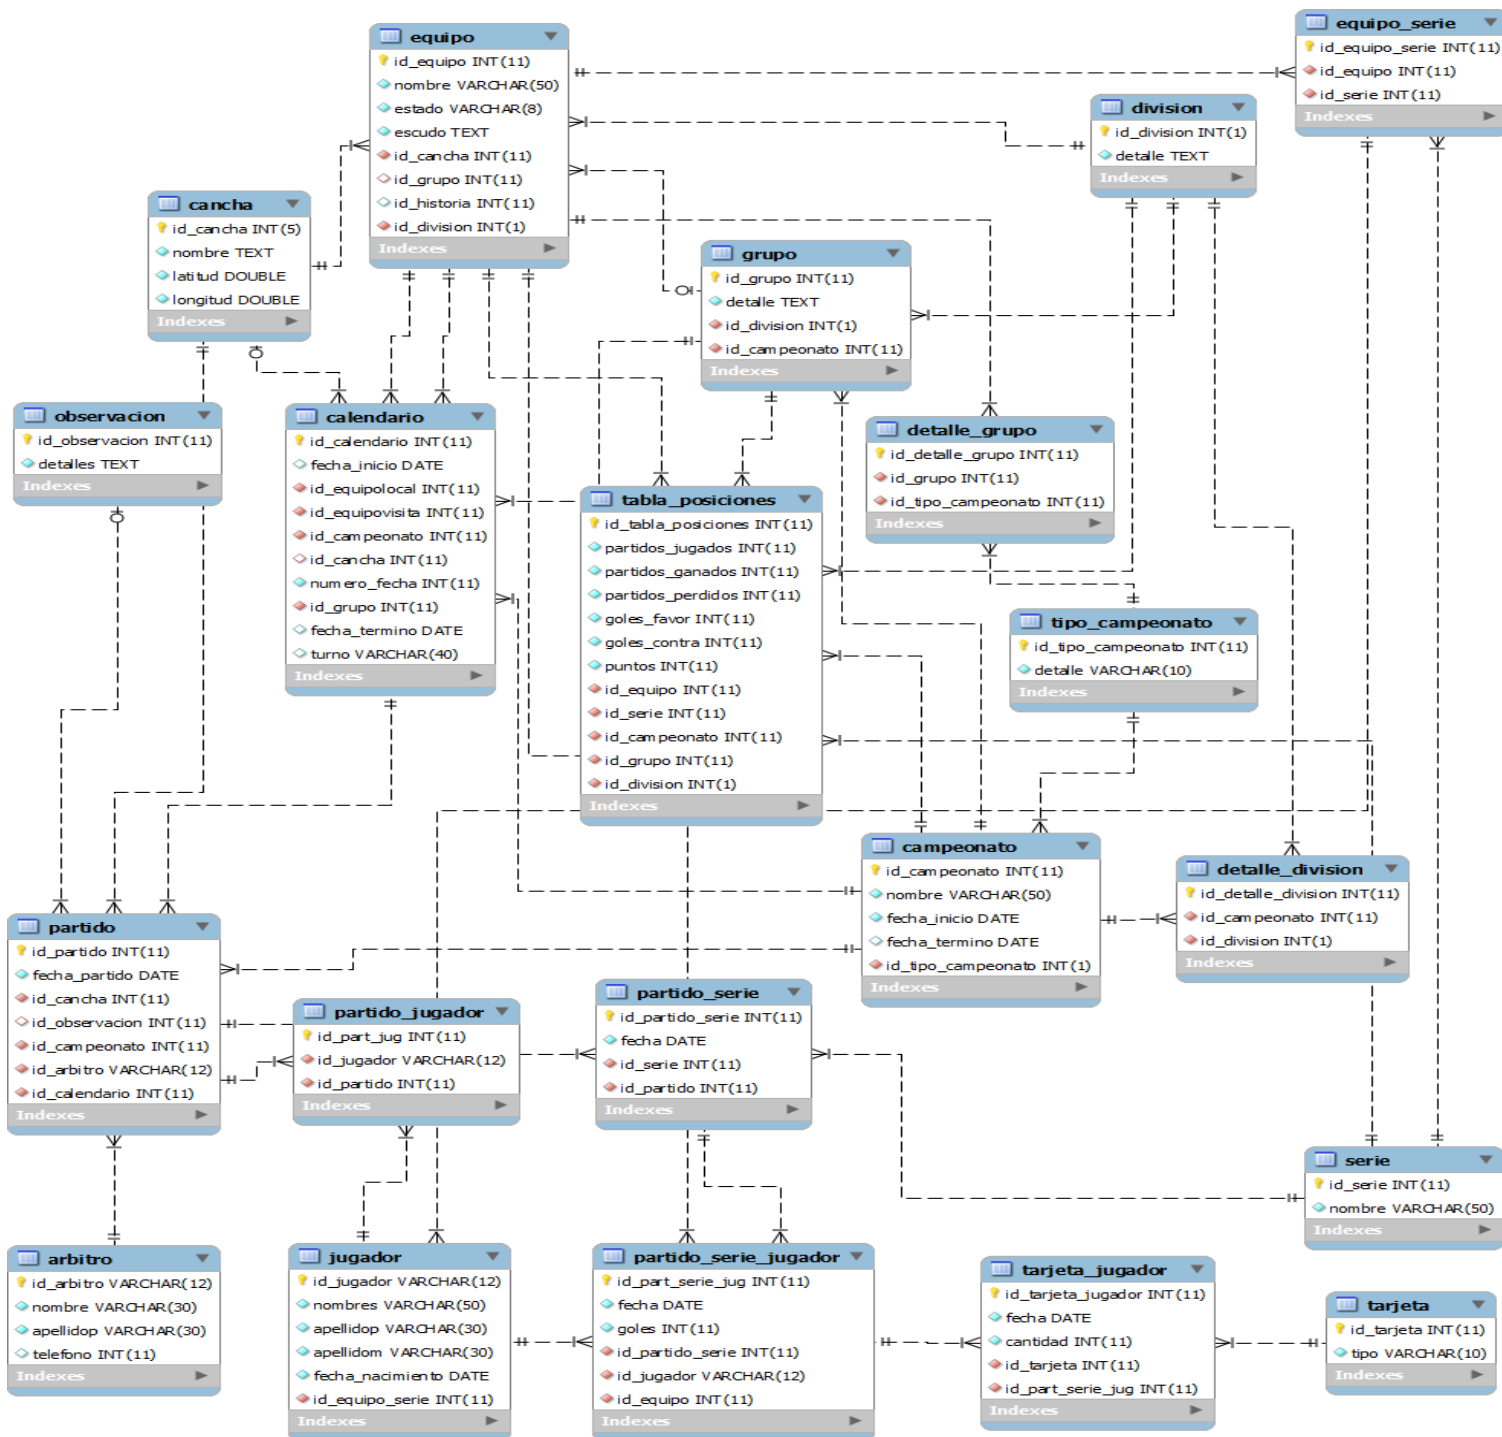 equipo
id_equipo INT(11)
nombre VARCHAR(50)
estado VARCHAR(8)
escudo TEXT
id_cancha INT(11)
id_grupo INT(11)
id_historia INT(11)
id_division INT(1)
Indexes
equipo_serie
id_equipo_serie INT(11)
id_equipo INT(11)
id_serie INT(11)
Indexes
division
id_division INT(1)
detalle TEXT
Indexes
cancha
id_cancha INT(5)
nombre TEXT
latitud DOUBLE
longitud DOUBLE
Indexes
grupo
id_grupo INT(11)
detalle TEXT
id_division INT(1)
id_campeonato INT(11)
Indexes
observacion
id_observacion INT(11)
detalles TEXT
Indexes
calendario
id_calendario INT(11)
fecha_inicio DATE
id_equipolocal INT(11)
id_equipovisita INT(11)
id_campeonato INT(11)
id_cancha INT(11)
numero_fecha INT(11)
id_grupo INT(11)
fecha_termino DATE
turno VARCHAR(40)
Indexes
detalle_grupo
id_detalle_grupo INT(11)
id_grupo INT(11)
id_tipo_campeonato INT(11)
Indexes
tabla_posiciones
id_tabla_posiciones INT(11)
partidos_jugados INT(11)
partidos_ganados INT(11)
partidos_perdidos INT(11)
goles_favor INT(11)
goles_contra INT(11)
puntos INT(11)
id_equipo INT(11)
id_serie INT(11)
id_campeonato INT(11)
id_grupo INT(11)
id_division INT(1)
Indexes
tipo_campeonato
id_tipo_campeonato INT(11)
detalle VARCHAR(10)
Indexes
campeonato
id_campeonato INT(11)
nombre VARCHAR(50)
fecha_inicio DATE
fecha_termino DATE
id_tipo_campeonato INT(1)
Indexes
detalle_division
id_detalle_division INT(11)
id_campeonato INT(11)
id_division INT(1)
Indexes
partido
id_partido INT(11)
fecha_partido DATE
id_cancha INT(11)
id_observacion INT(11)
id_campeonato INT(11)
id_arbitro VARCHAR(12)
id_calendario INT(11)
Indexes
partido_jugador
id_part_jug INT(11)
id_jugador VARCHAR(12)
id_partido INT(11)
Indexes
partido_serie
id_partido_serie INT(11)
fecha DATE
id_serie INT(11)
id_partido INT(11)
Indexes
serie
id_serie INT(11)
nombre VARCHAR(50)
Indexes
arbitro
id_arbitro VARCHAR(12)
nombre VARCHAR(30)
apellidop VARCHAR(30)
telefono INT(11)
Indexes
jugador
id_jugador VARCHAR(12)
nombres VARCHAR(50)
apellidop VARCHAR(30)
apellidom VARCHAR(30)
fecha_nacimiento DATE
id_equipo_serie INT(11)
Indexes
partido_serie_jugador
id_part_serie_jug INT(11)
fecha DATE
goles INT(11)
id_partido_serie INT(11)
id_jugador VARCHAR(12)
id_equipo INT(11)
Indexes
tarjeta_jugador
id_tarjeta_jugador INT(11)
fecha DATE
cantidad INT(11)
id_tarjeta INT(11)
id_part_serie_jug INT(11)
Indexes
tarjeta
id_tarjeta INT(11)
tipo VARCHAR(10)
Indexes